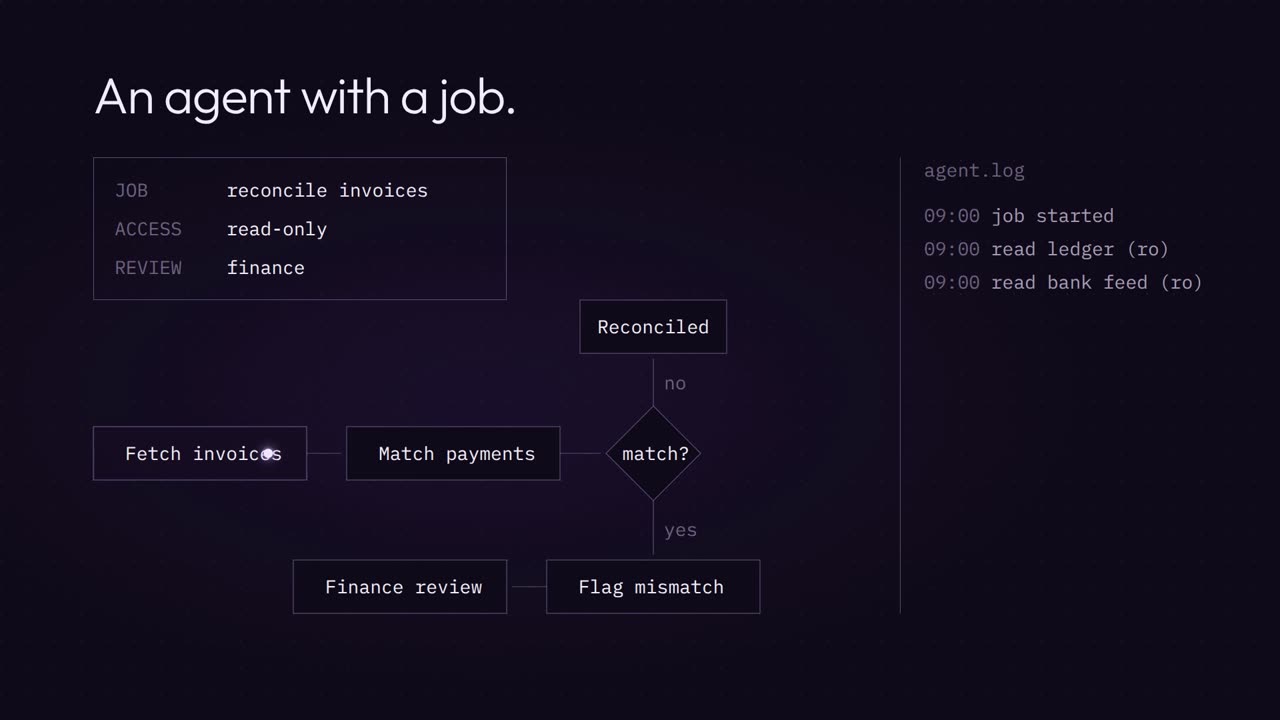 An agent with a job.
JOB reconcile invoices
ACCESS read-only
REVIEW finance
agent.log
09:00 job started
09:00 read ledger (ro)
09:00 read bank feed (ro)
Reconciled
no
Fetch invoices
Match payments
match?
yes
Finance review
Flag mismatch